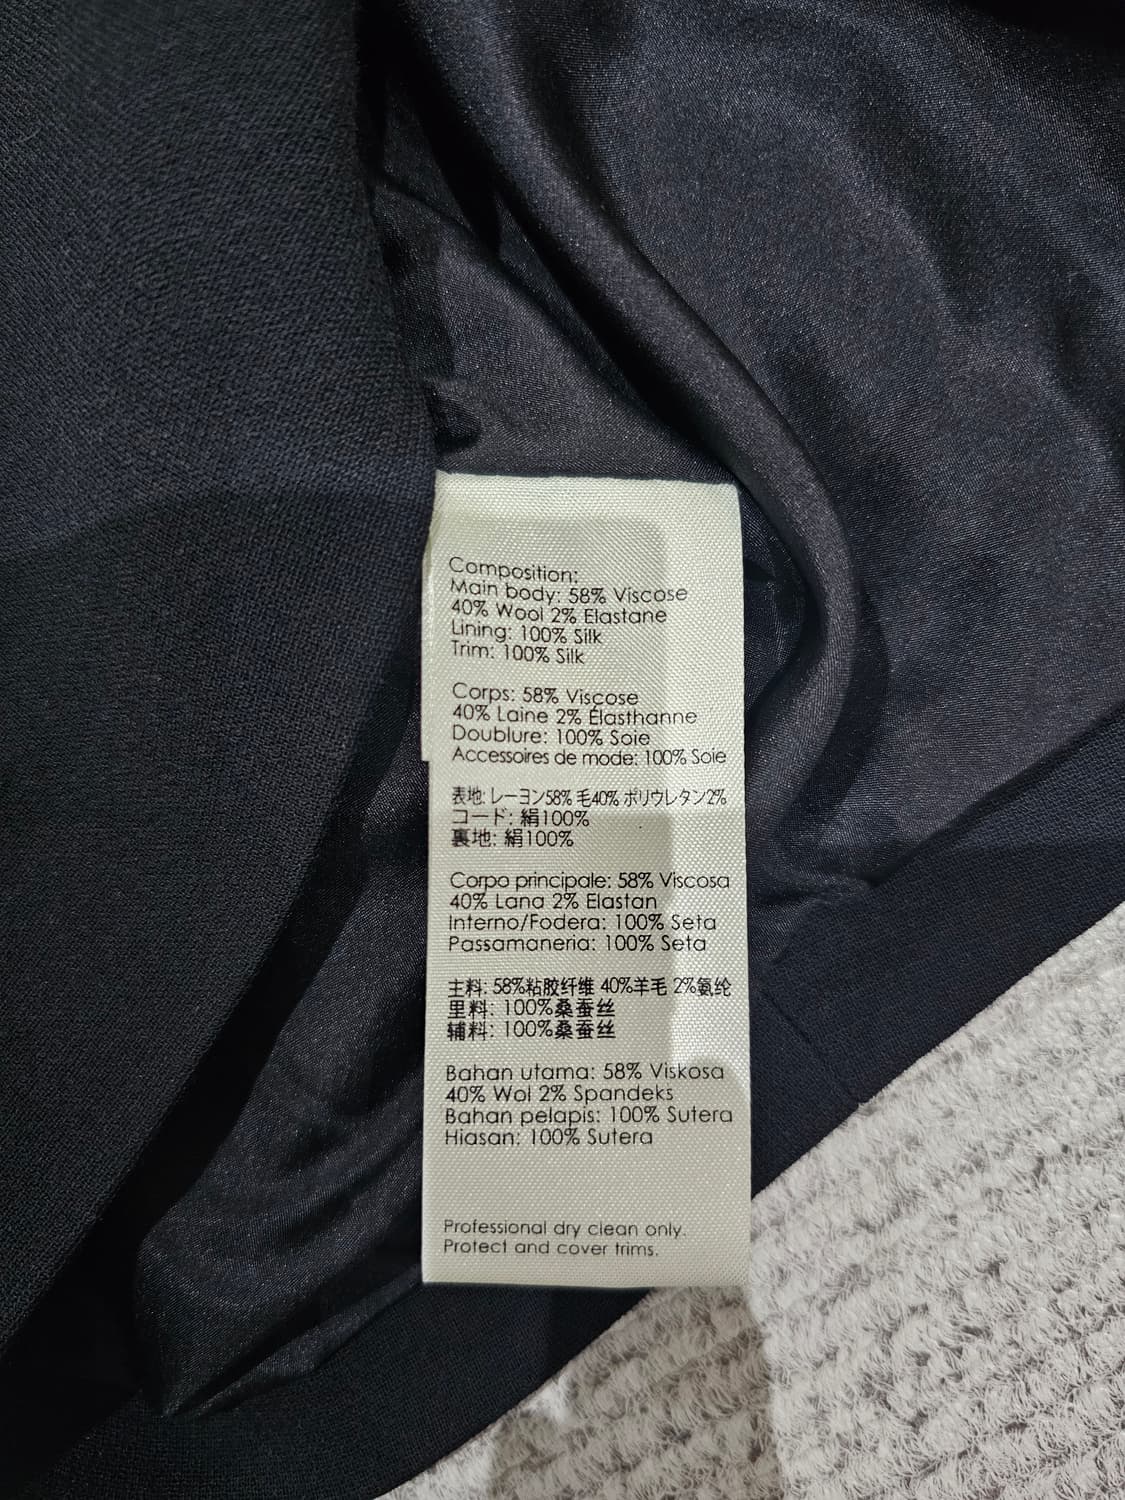 Composition:
Main body: 58% Viscose
40% Wool 2% Elastane
Lining: 100% Silk
Trim: 100% Silk
Corps: 58% Viscose
40% Laine 2% Élasthanne
Doublure: 100% Soie
Accessoires de mode: 100% Soie
表地: レーヨン58% 毛40% ポリウレタン2%
コード: 絹100%
裏地: 絹100%
Corpo principale: 58% Viscosa
40% Lana 2% Elastan
Interno/Fodera: 100% Seta
Passamaneria: 100% Seta
主料: 58%粘胶纤维 40%羊毛 2%氨纶
里料: 100%桑蚕丝
辅料: 100%桑蚕丝
Bahan utama: 58% Viskosa
40% Wol 2% Spandeks
Bahan pelapis: 100% Sutera
Hiasan: 100% Sutera
Professional dry clean only.
Protect and cover trims.